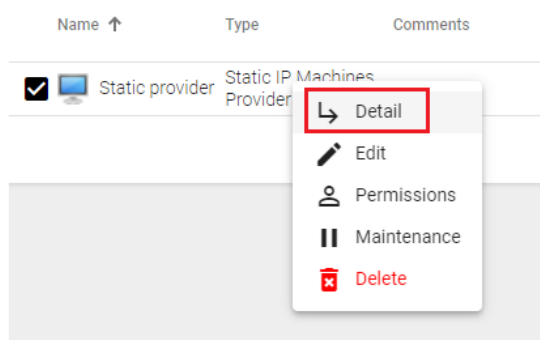 Name Type Comments
Static provider Static IP Machines
Provider
Detail
Edit
Permissions
Maintenance
Delete